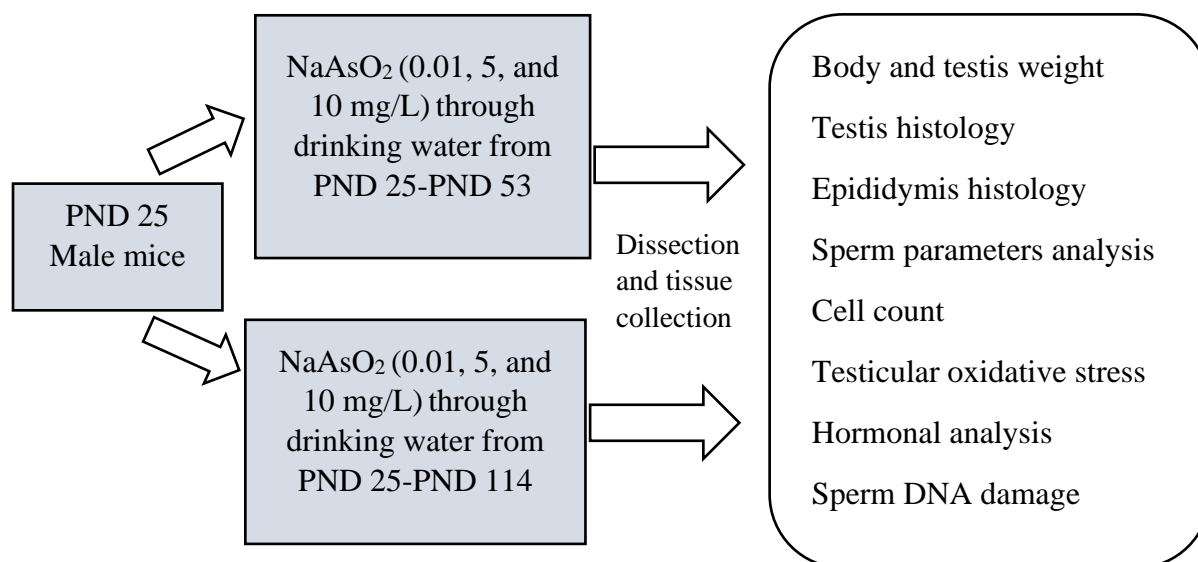 PND 25
Male mice
NaAsO₂ (0.01, 5, and
10 mg/L) through
drinking water from
PND 25-PND 53
NaAsO₂ (0.01, 5, and
10 mg/L) through
drinking water from
PND 25-PND 114
Dissection
and tissue
collection
Body and testis weight
Testis histology
Epididymis histology
Sperm parameters analysis
Cell count
Testicular oxidative stress
Hormonal analysis
Sperm DNA damage